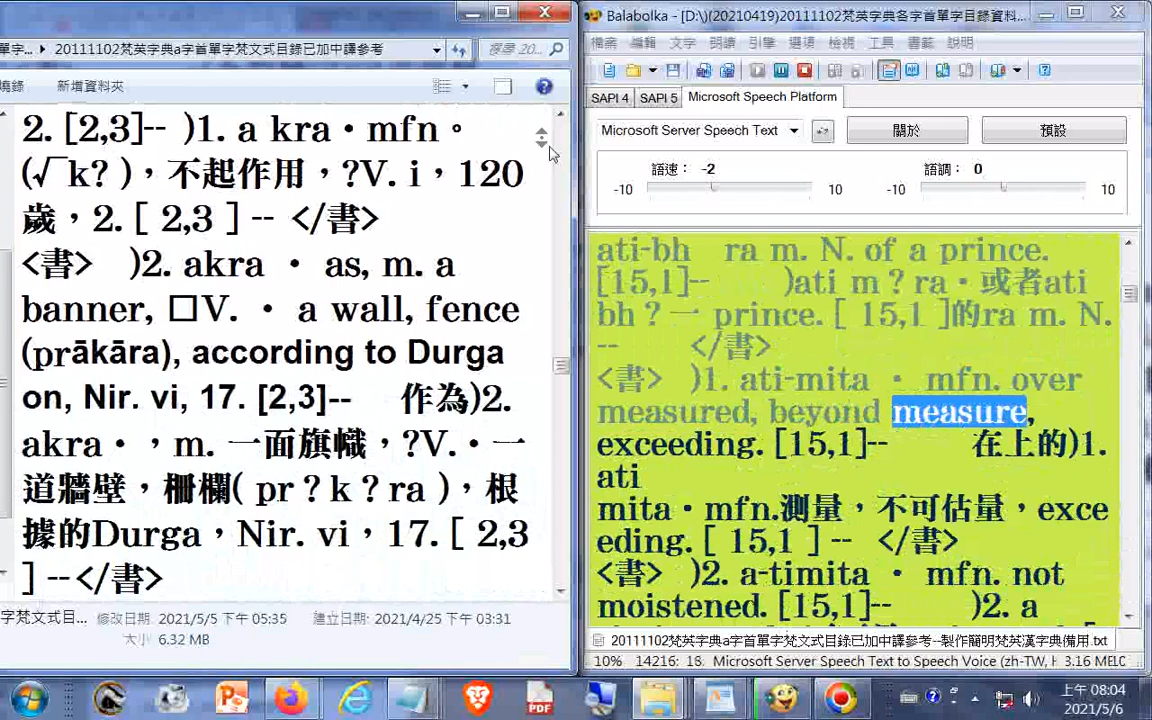 單字... ▸ 20111102梵英字典a字首單字梵文式目錄已加中譯參考
搜尋 20...
燒錄 新增資料夾
2. [2,3]-- )1. a kra‧mfn。
(√k? )，不起作用，?V. i，120
歲，2. [ 2,3 ] -- </書>
<書> )2. akra ‧ as, m. a
banner, □V. ‧ a wall, fence
(prākāra), according to Durga
on, Nir. vi, 17. [2,3]-- 作為)2.
akra‧，m. 一面旗幟，?V.‧一
道牆壁，柵欄( pr？k？ra )，根
據的Durga，Nir. vi，17. [ 2,3
] --</書>
字梵文式目... 修改日期: 2021/5/5 下午 05:35 建立日期: 2021/4/25 下午 03:31
大小: 6.32 MB
Balabolka - [D:\)(20210419)20111102梵英字典各字首單字目錄資料...
檔案 編輯 文字 朗讀 引擎 選項 檢視 工具 書籤 說明
SAPI 4 SAPI 5 Microsoft Speech Platform
Microsoft Server Speech Text 關於 預設
語速： -2 語調： 0
-10 10 -10 10
ati-bh ra m. N. of a prince.
[15,1]-- )ati m？ra‧或者ati
bh？一 prince. [ 15,1 ]的ra m. N.
-- </書>
<書> )1. ati-mita ‧ mfn. over
measured, beyond measure,
exceeding. [15,1]-- 在上的)1.
ati
mita‧mfn.測量，不可估量，exce
eding. [ 15,1 ] -- </書>
<書> )2. a-timita ‧ mfn. not
moistened. [15,1]-- )2. a
20111102梵英字典a字首單字梵文式目錄已加中譯參考--製作簡明梵英漢字典備用.txt
10% 14216: 18. Microsoft Server Speech Text to Speech Voice (zh-TW, H 3.16 MEL
PDF
上午 08:04
2021/5/6